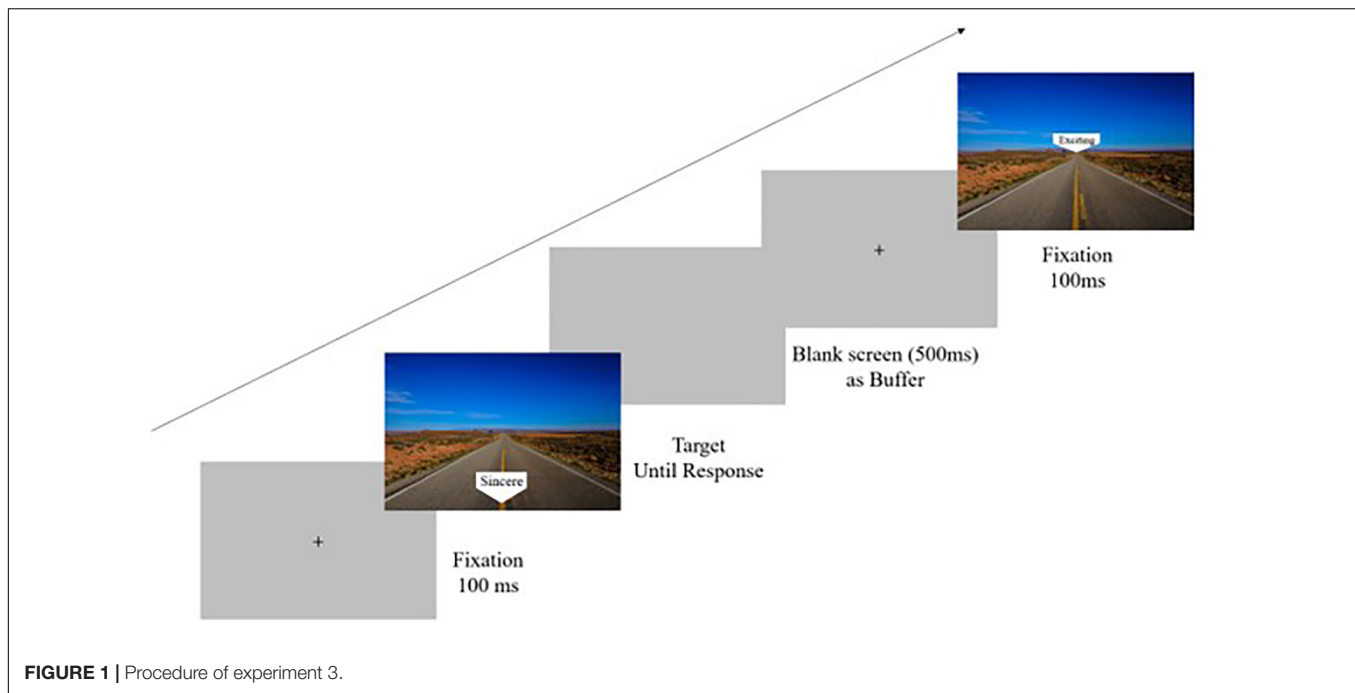 Exciting
Fixation
100ms
Blank screen (500ms)
as Buffer
Target
Until Response
Sincere
Fixation
100 ms
FIGURE 1 | Procedure of experiment 3.